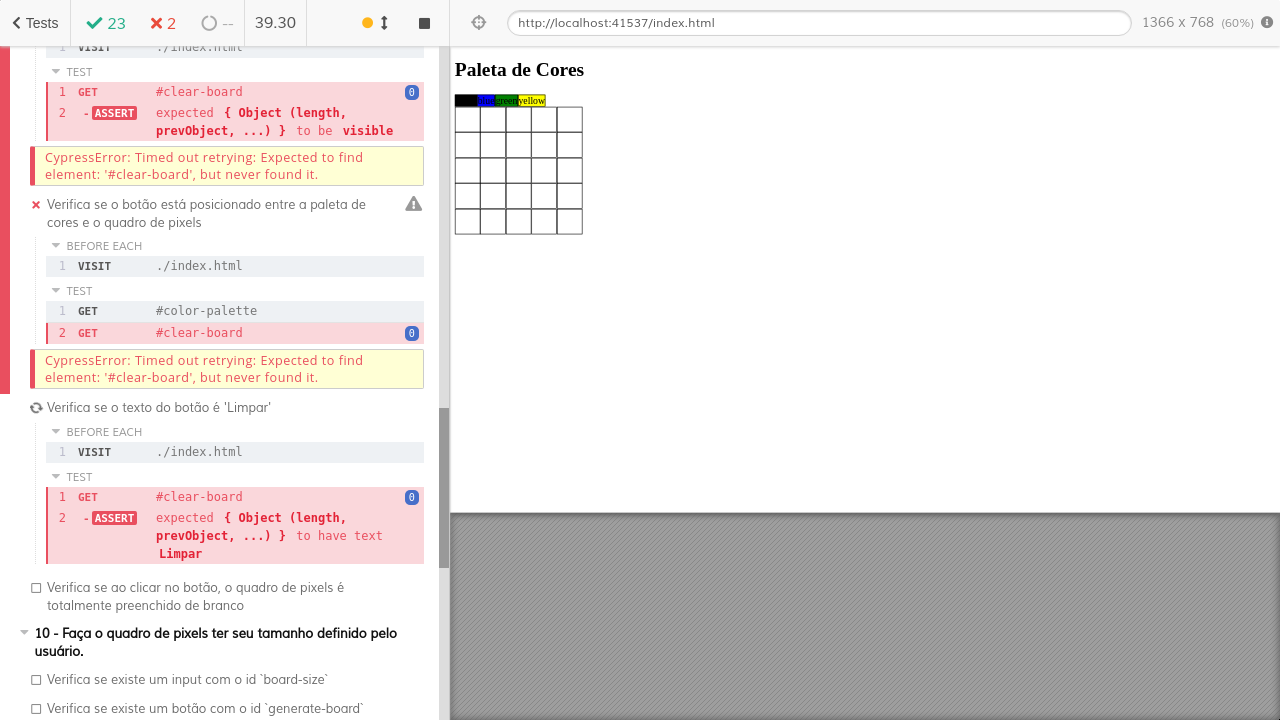 Tests
23
2
--
39.30
http://localhost:41537/index.html
1366 x 768 (60%)
1 VISIT ./index.html
TEST
1 GET #clear-board 0
2 -ASSERT expected { Object (length,
prevObject, ...) } to be visible
CypressError: Timed out retrying: Expected to find
element: '#clear-board', but never found it.
Verifica se o botão está posicionado entre a paleta de
cores e o quadro de pixels
BEFORE EACH
1 VISIT ./index.html
TEST
1 GET #color-palette
2 GET #clear-board 0
CypressError: Timed out retrying: Expected to find
element: '#clear-board', but never found it.
Verifica se o texto do botão é 'Limpar'
BEFORE EACH
1 VISIT ./index.html
TEST
1 GET #clear-board 0
2 -ASSERT expected { Object (length,
prevObject, ...) } to have text
Limpar
Verifica se ao clicar no botão, o quadro de pixels é
totalmente preenchido de branco
10 - Faça o quadro de pixels ter seu tamanho definido pelo
usuário.
Verifica se existe um input com o id `board-size`
Verifica se existe um botão com o id `generate-board`
Paleta de Cores
green yellow